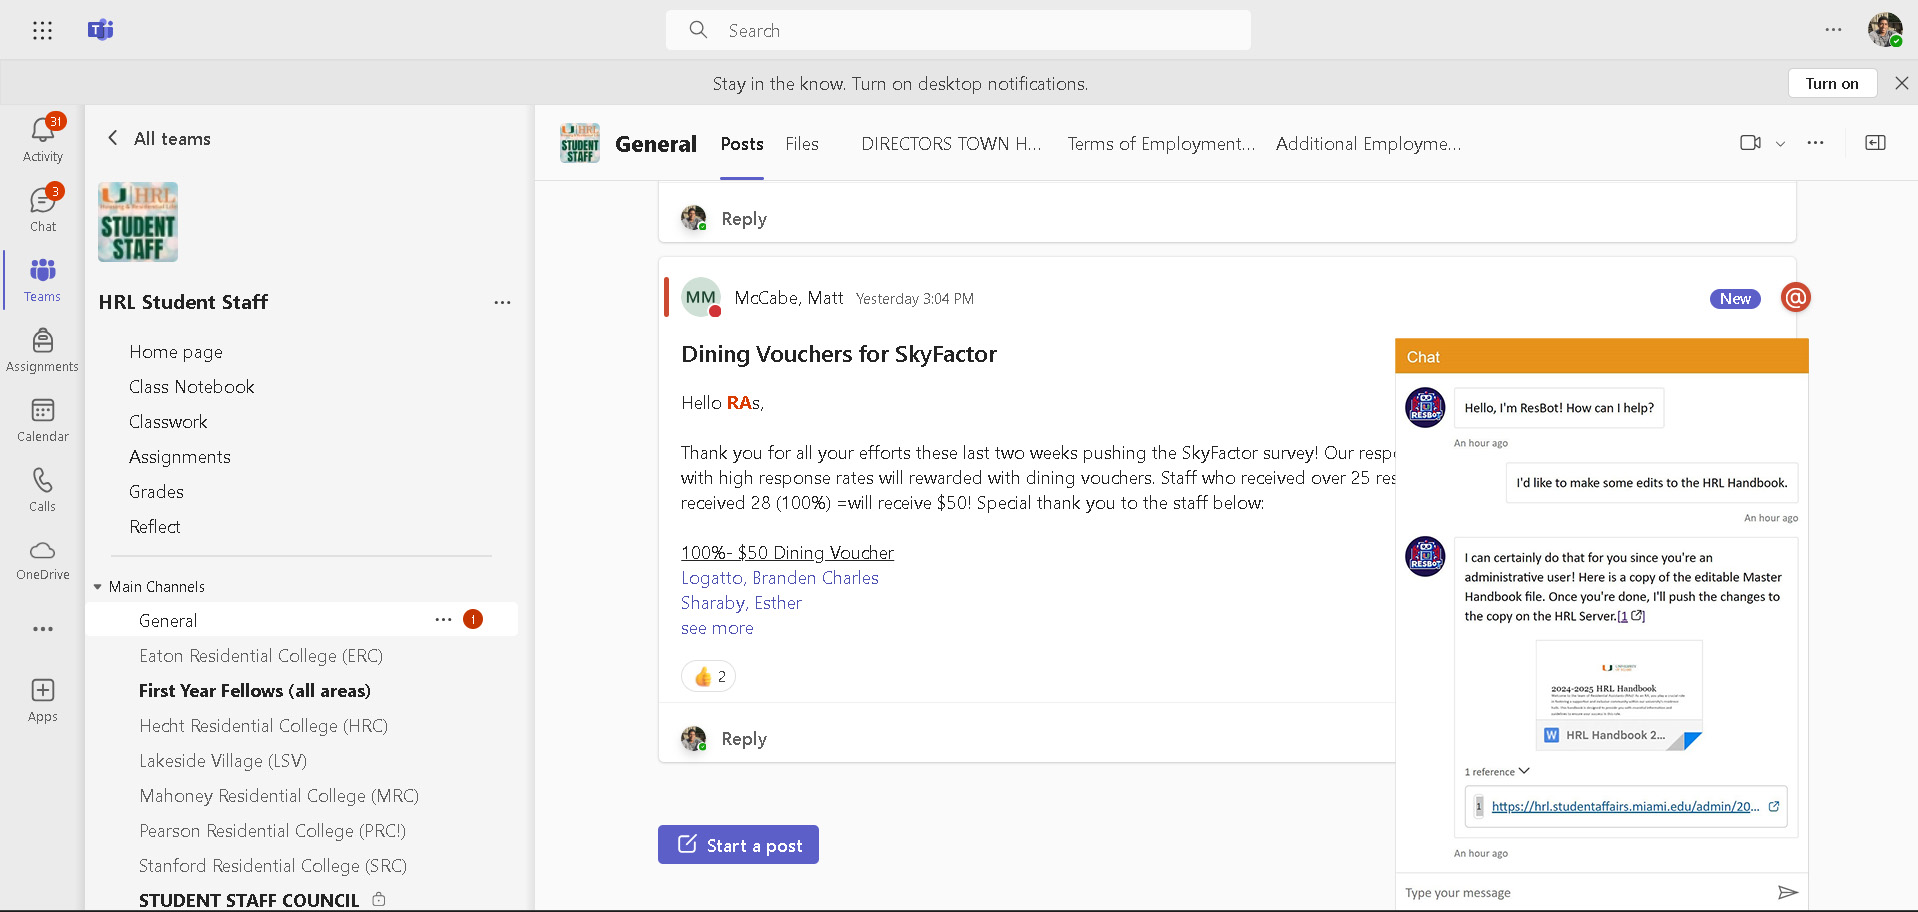 Search
Stay in the know. Turn on desktop notifications.
Turn on
31
Activity
3
Chat
Teams
Assignments
Calendar
Calls
OneDrive
Apps
All teams
U HRL
STUDENT
STAFF
HRL Student Staff
Home page
Class Notebook
Classwork
Assignments
Grades
Reflect
Main Channels
General
1
Eaton Residential College (ERC)
First Year Fellows (all areas)
Hecht Residential College (HRC)
Lakeside Village (LSV)
Mahoney Residential College (MRC)
Pearson Residential College (PRC!)
Stanford Residential College (SRC)
STUDENT STAFF COUNCIL
General
Posts
Files
DIRECTORS TOWN H...
Terms of Employment...
Additional Employme...
Reply
MM
McCabe, Matt Yesterday 3:04 PM
New
@
Dining Vouchers for SkyFactor
Hello RAs,
Thank you for all your efforts these last two weeks pushing the SkyFactor survey! Our respo
with high response rates will rewarded with dining vouchers. Staff who received over 25 res
received 28 (100%) =will receive $50! Special thank you to the staff below:
100%- $50 Dining Voucher
Logatto, Branden Charles
Sharaby, Esther
see more
👍 2
Reply
Start a post
Chat
RESBOT
Hello, I'm ResBot! How can I help?
An hour ago
I'd like to make some edits to the HRL Handbook.
An hour ago
RESBOT
I can certainly do that for you since you're an
administrative user! Here is a copy of the editable Master
Handbook file. Once you're done, I'll push the changes to
the copy on the HRL Server.[1]
2024-2025 HRL Handbook
W HRL Handbook 2...
1 reference
1 https://hrl.studentaffairs.miami.edu/admin/20...
An hour ago
Type your message